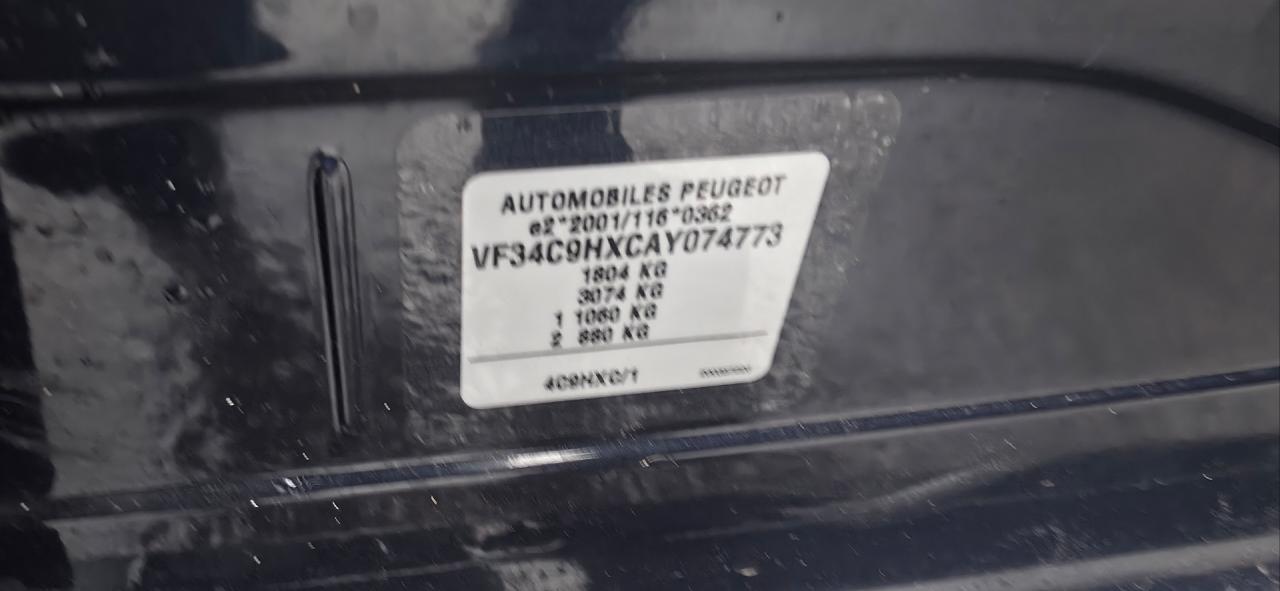 AUTOMOBILES PEUGEOT
e2*2001/116*0362
VF34C9HXCAY074773
1804 KG
3074 KG
1 1060 KG
2 880 KG
4C9HXC/1